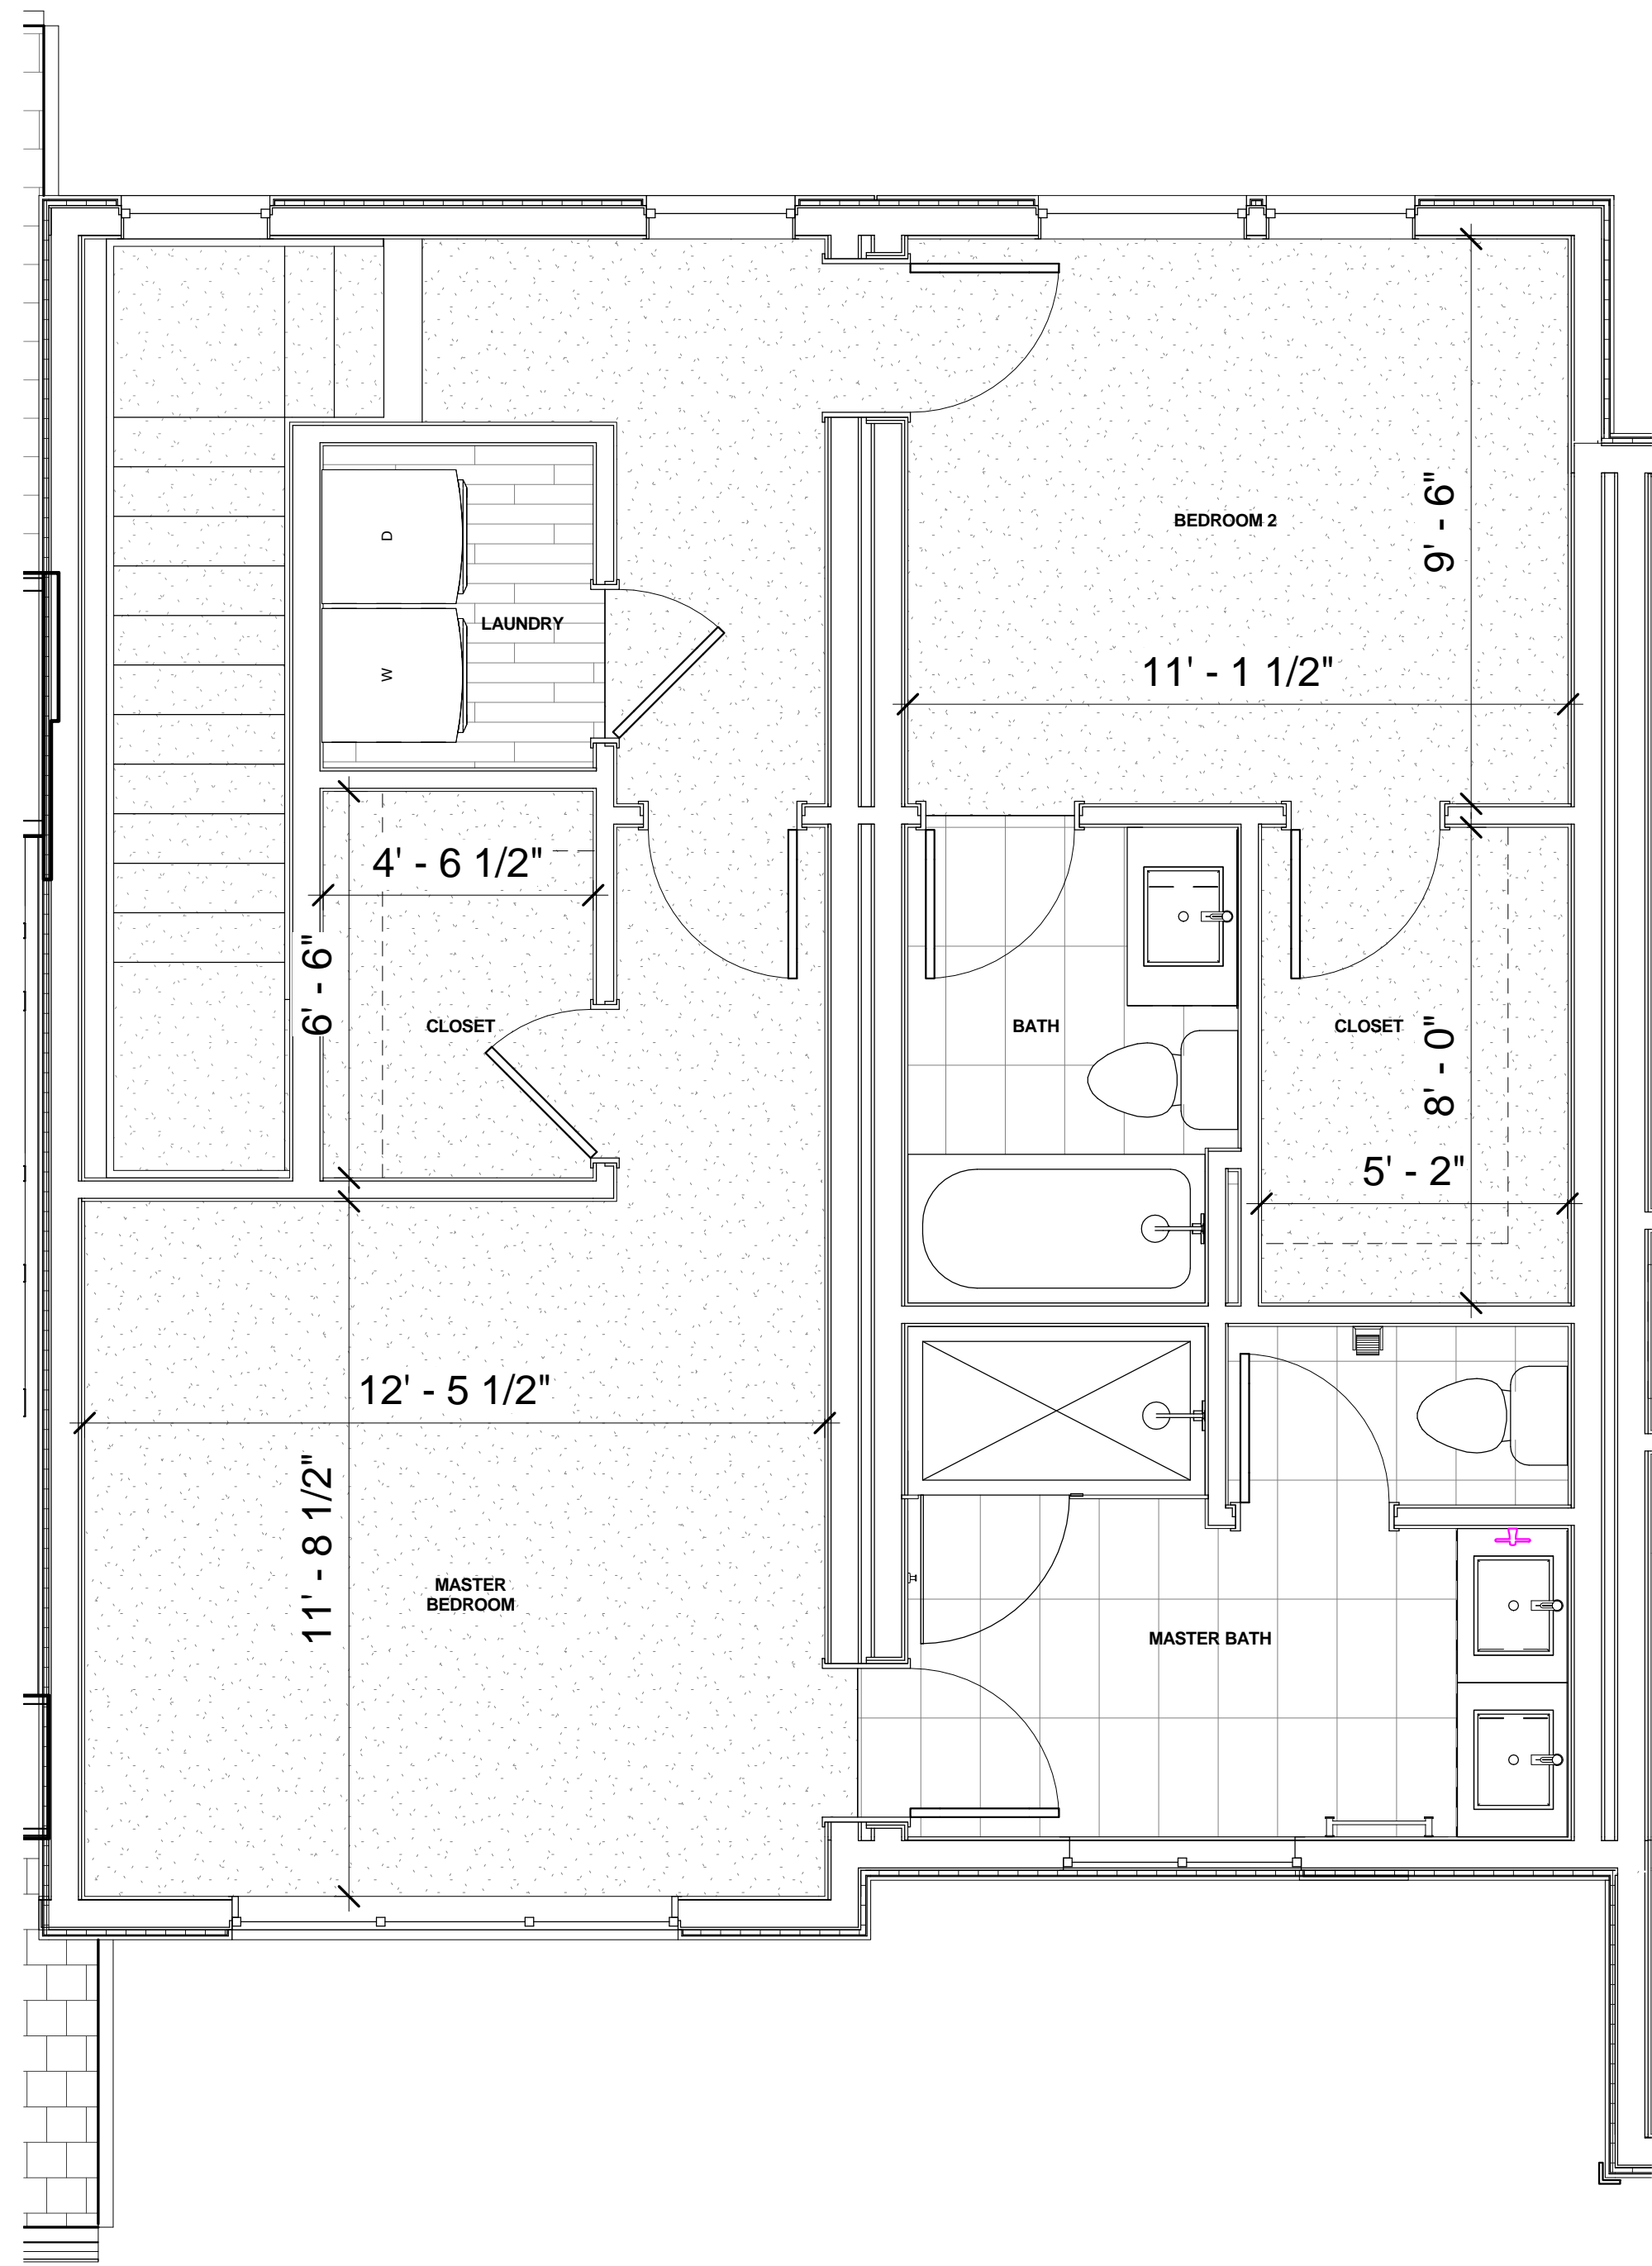 D
W
LAUNDRY
BEDROOM 2
9' - 6"
11' - 1 1/2"
4' - 6 1/2"
6' - 6"
CLOSET
BATH
CLOSET
8' - 0"
5' - 2"
12' - 5 1/2"
11' - 8 1/2"
MASTER
BEDROOM
MASTER BATH